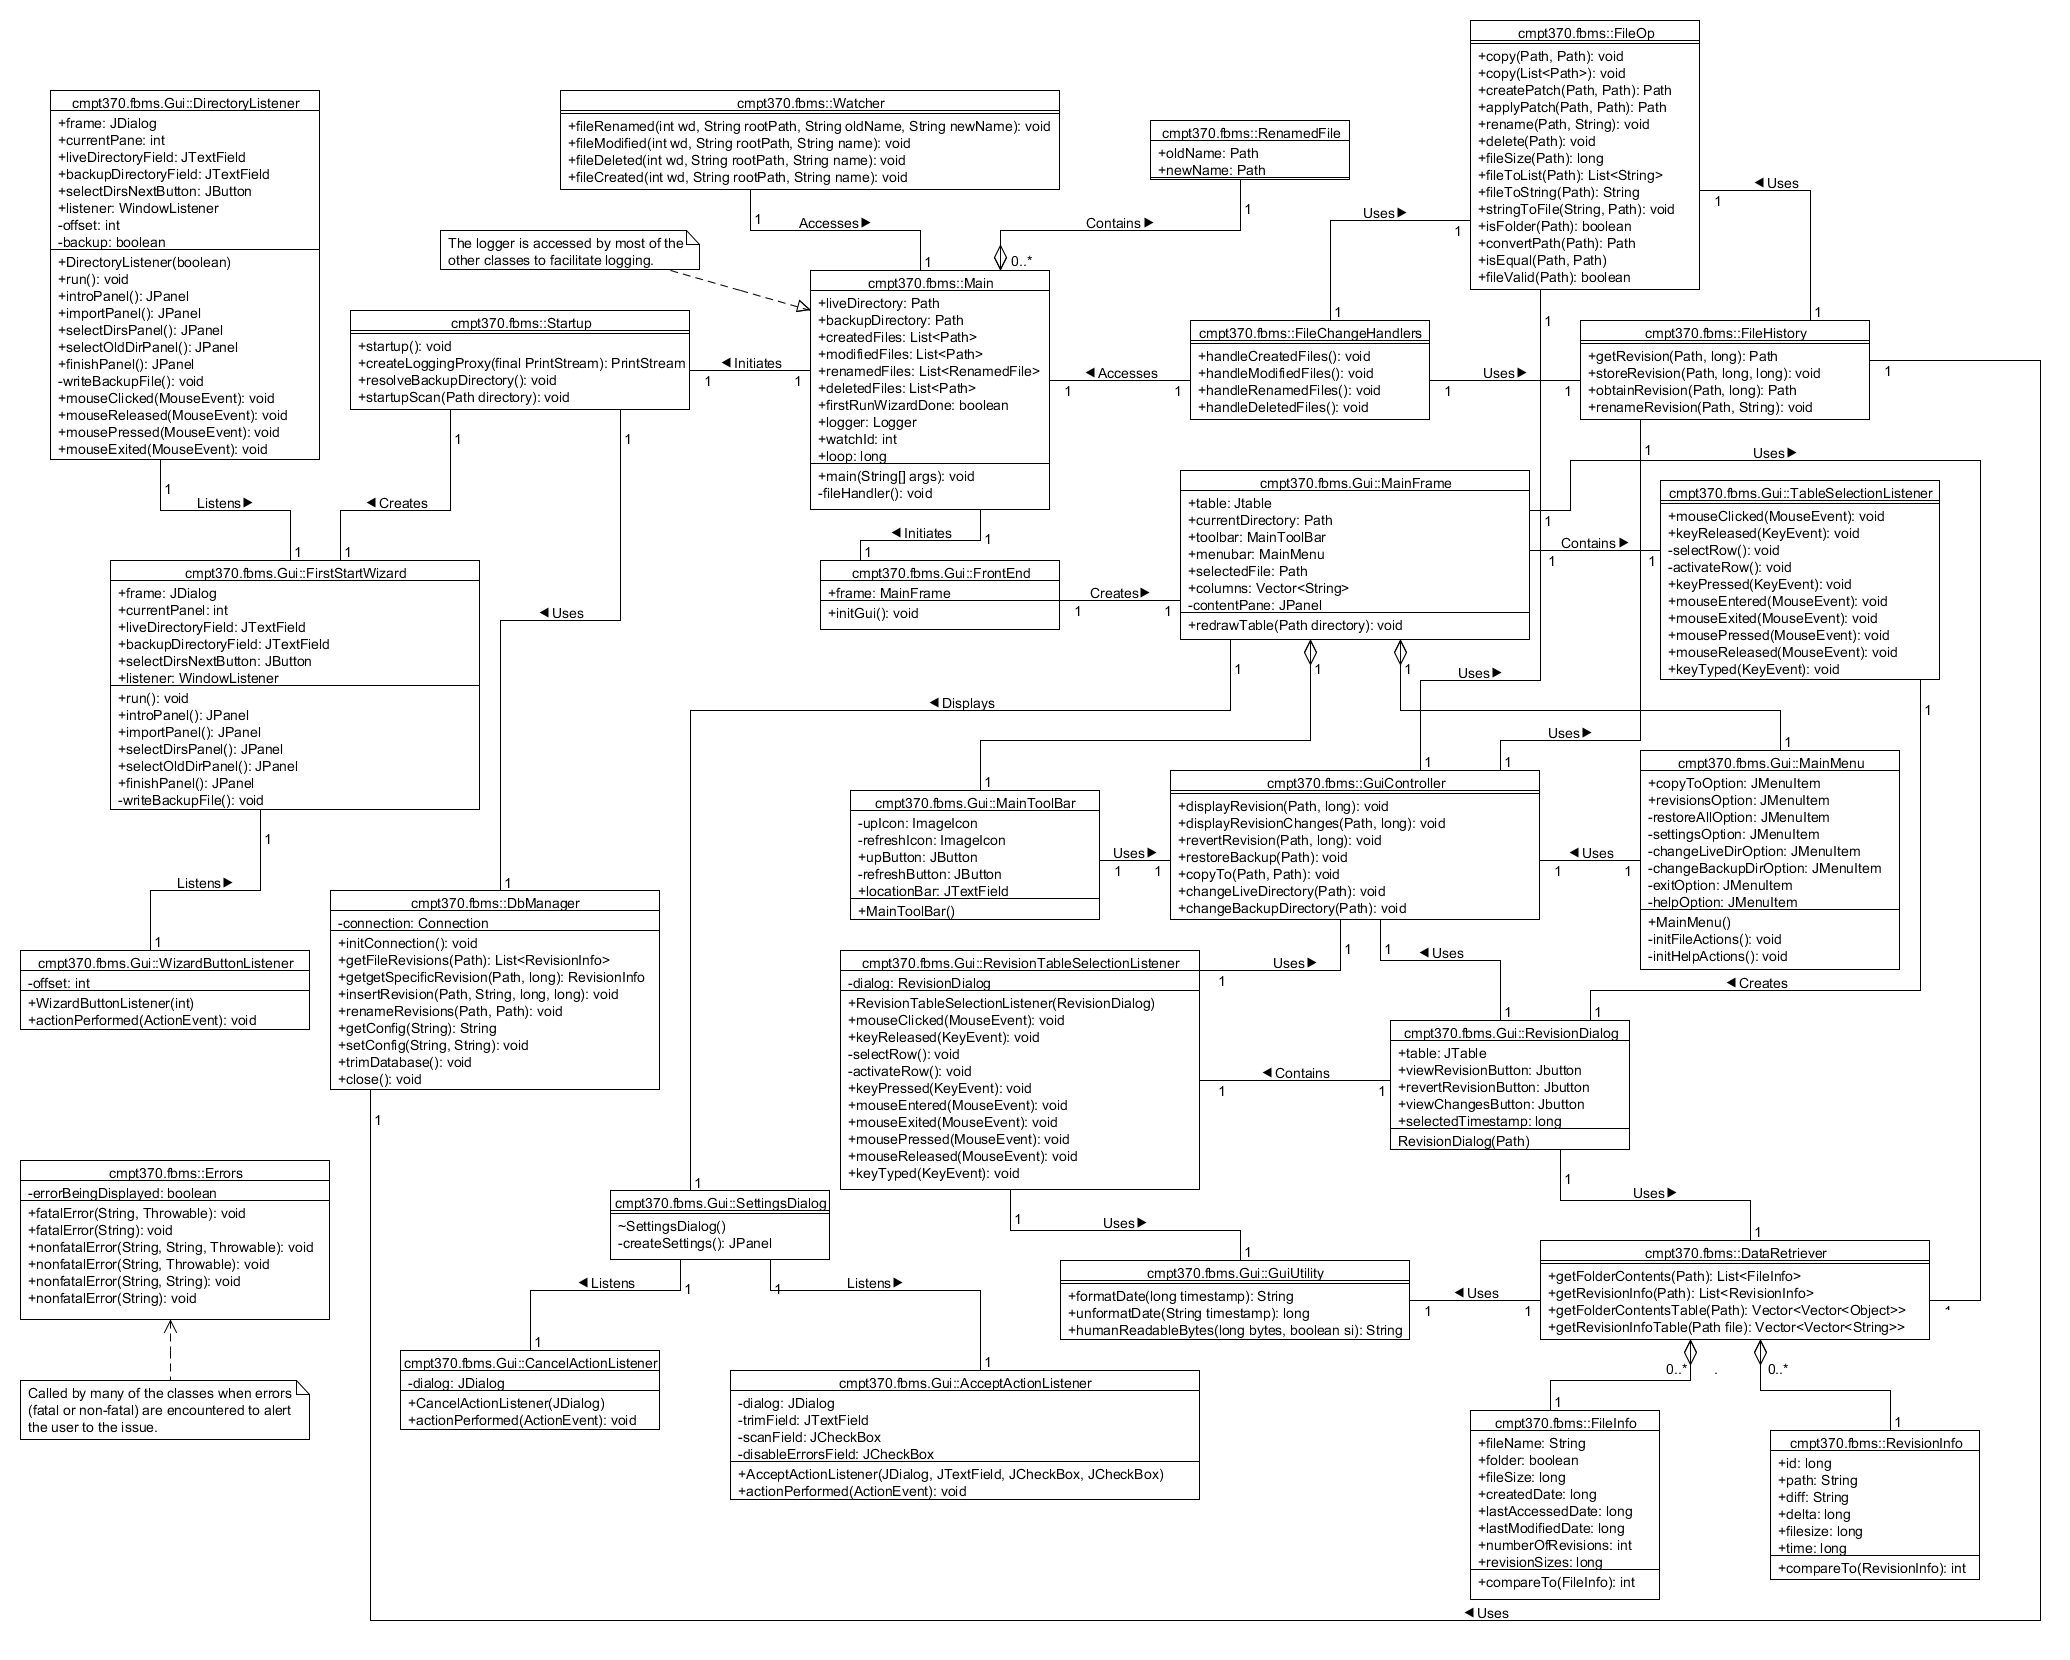 cmpt370.fbms::FileOp
+copy(Path, Path): void
+copy(List<Path>): void
+createPatch(Path, Path): Path
+applyPatch(Path, Path): Path
+rename(Path, String): void
+delete(Path): void
+fileSize(Path): long
+fileToList(Path): List<String>
+fileToString(Path): String
+stringToFile(String, Path): void
+isFolder(Path): boolean
+convertPath(Path): Path
+isEqual(Path, Path)
+fileValid(Path): boolean
cmpt370.fbms.Gui::DirectoryListener
+frame: JDialog
+currentPane: int
+liveDirectoryField: JTextField
+backupDirectoryField: JTextField
+selectDirsNextButton: JButton
+listener: WindowListener
-offset: int
-backup: boolean
+DirectoryListener(boolean)
+run(): void
+introPanel(): JPanel
+importPanel(): JPanel
+selectDirsPanel(): JPanel
+selectOldDirPanel(): JPanel
+finishPanel(): JPanel
-writeBackupFile(): void
+mouseClicked(MouseEvent): void
+mouseReleased(MouseEvent): void
+mousePressed(MouseEvent): void
+mouseExited(MouseEvent): void
cmpt370.fbms::Watcher
+fileRenamed(int wd, String rootPath, String oldName, String newName): void
+fileModified(int wd, String rootPath, String name): void
+fileDeleted(int wd, String rootPath, String name): void
+fileCreated(int wd, String rootPath, String name): void
cmpt370.fbms::RenamedFile
+oldName: Path
+newName: Path
1
Accesses ▶
1
Contains ▶
1
0..*
Uses ▶
1
1
◀ Uses
1
1
The logger is accessed by most of the
other classes to facilitate logging.
cmpt370.fbms::Main
+liveDirectory: Path
+backupDirectory: Path
+createdFiles: List<Path>
+modifiedFiles: List<Path>
+renamedFiles: List<RenamedFile>
+deletedFiles: List<Path>
+firstRunWizardDone: boolean
+logger: Logger
+watchId: int
+loop: long
+main(String[] args): void
-fileHandler(): void
cmpt370.fbms::Startup
+startup(): void
+createLoggingProxy(final PrintStream): PrintStream
+resolveBackupDirectory(): void
+startupScan(Path directory): void
◀ Initiates
1
1
cmpt370.fbms::FileChangeHandlers
+handleCreatedFiles(): void
+handleModifiedFiles(): void
+handleRenamedFiles(): void
+handleDeletedFiles(): void
◀ Accesses
1
1
Uses ▶
1
1
cmpt370.fbms::FileHistory
+getRevision(Path, long): Path
+storeRevision(Path, long, long): void
+obtainRevision(Path, long): Path
+renameRevision(Path, String): void
1
1
1
1
1
1
Listens ▶
1
◀ Creates
1
◀ Initiates
1
1
cmpt370.fbms.Gui::MainFrame
+table: Jtable
+currentDirectory: Path
+toolbar: MainToolBar
+menubar: MainMenu
+selectedFile: Path
+columns: Vector<String>
-contentPane: JPanel
+redrawTable(Path directory): void
Uses ▶
1
Contains ▶
1
1
cmpt370.fbms.Gui::TableSelectionListener
+mouseClicked(MouseEvent): void
+keyReleased(KeyEvent): void
-selectRow(): void
-activateRow(): void
+keyPressed(KeyEvent): void
+mouseEntered(MouseEvent): void
+mouseExited(MouseEvent): void
+mousePressed(MouseEvent): void
+mouseReleased(MouseEvent): void
+keyTyped(KeyEvent): void
cmpt370.fbms.Gui::FirstStartWizard
+frame: JDialog
+currentPanel: int
+liveDirectoryField: JTextField
+backupDirectoryField: JTextField
+selectDirsNextButton: JButton
+listener: WindowListener
+run(): void
+introPanel(): JPanel
+importPanel(): JPanel
+selectDirsPanel(): JPanel
+selectOldDirPanel(): JPanel
+finishPanel(): JPanel
-writeBackupFile(): void
◀ Uses
cmpt370.fbms.Gui::FrontEnd
+frame: MainFrame
+initGui(): void
Creates ▶
1
1
1
1
1
◀ Displays
Uses ▶
1
Uses ▶
1
1
1
1
cmpt370.fbms.Gui::MainToolBar
-upIcon: ImageIcon
-refreshIcon: ImageIcon
+upButton: JButton
-refreshButton: JButton
+locationBar: JTextField
+MainToolBar()
Uses ▶
1
1
cmpt370.fbms::GuiController
+displayRevision(Path, long): void
+displayRevisionChanges(Path, long): void
+revertRevision(Path, long): void
+restoreBackup(Path): void
+copyTo(Path, Path): void
+changeLiveDirectory(Path): void
+changeBackupDirectory(Path): void
◀ Uses
1
1
cmpt370.fbms.Gui::MainMenu
+copyToOption: JMenuItem
+revisionsOption: JMenuItem
-restoreAllOption: JMenuItem
-settingsOption: JMenuItem
-changeLiveDirOption: JMenuItem
-changeBackupDirOption: JMenuItem
-exitOption: JMenuItem
-helpOption: JMenuItem
+MainMenu()
-initFileActions(): void
-initHelpActions(): void
1
Listens ▶
1
1
cmpt370.fbms.Gui::WizardButtonListener
-offset: int
+WizardButtonListener(int)
+actionPerformed(ActionEvent): void
cmpt370.fbms::DbManager
-connection: Connection
+initConnection(): void
+getFileRevisions(Path): List<RevisionInfo>
+getgetSpecificRevision(Path, long): RevisionInfo
+insertRevision(Path, String, long, long): void
+renameRevisions(Path, Path): void
+getConfig(String): String
+setConfig(String, String): void
+trimDatabase(): void
+close(): void
1
cmpt370.fbms.Gui::RevisionTableSelectionListener
-dialog: RevisionDialog
+RevisionTableSelectionListener(RevisionDialog)
+mouseClicked(MouseEvent): void
+keyReleased(KeyEvent): void
-selectRow(): void
-activateRow(): void
+keyPressed(KeyEvent): void
+mouseEntered(MouseEvent): void
+mouseExited(MouseEvent): void
+mousePressed(MouseEvent): void
+mouseReleased(MouseEvent): void
+keyTyped(KeyEvent): void
1
Uses ▶
1
1
◀ Uses
1
◀ Creates
1
◀ Contains
1
1
cmpt370.fbms.Gui::RevisionDialog
+table: JTable
+viewRevisionButton: Jbutton
+revertRevisionButton: Jbutton
+viewChangesButton: Jbutton
+selectedTimestamp: long
RevisionDialog(Path)
1
Uses ▶
1
cmpt370.fbms::Errors
-errorBeingDisplayed: boolean
+fatalError(String, Throwable): void
+fatalError(String): void
+nonfatalError(String, String, Throwable): void
+nonfatalError(String, Throwable): void
+nonfatalError(String, String): void
+nonfatalError(String): void
Called by many of the classes when errors
(fatal or non-fatal) are encountered to alert
the user to the issue.
1
cmpt370.fbms.Gui::SettingsDialog
~SettingsDialog()
-createSettings(): JPanel
◀ Listens
1
1
Listens ▶
1
1
cmpt370.fbms.Gui::CancelActionListener
-dialog: JDialog
+CancelActionListener(JDialog)
+actionPerformed(ActionEvent): void
cmpt370.fbms.Gui::AcceptActionListener
-dialog: JDialog
-trimField: JTextField
-scanField: JCheckBox
-disableErrorsField: JCheckBox
+AcceptActionListener(JDialog, JTextField, JCheckBox, JCheckBox)
+actionPerformed(ActionEvent): void
1
Uses ▶
1
cmpt370.fbms.Gui::GuiUtility
+formatDate(long timestamp): String
+unformatDate(String timestamp): long
+humanReadableBytes(long bytes, boolean si): String
◀ Uses
1
1
cmpt370.fbms::DataRetriever
+getFolderContents(Path): List<FileInfo>
+getRevisionInfo(Path): List<RevisionInfo>
+getFolderContentsTable(Path): Vector<Vector<Object>>
+getRevisionInfoTable(Path file): Vector<Vector<String>>
1
0..*
0..*
1
1
cmpt370.fbms::FileInfo
+fileName: String
+folder: boolean
+fileSize: long
+createdDate: long
+lastAccessedDate: long
+lastModifiedDate: long
+numberOfRevisions: int
+revisionSizes: long
+compareTo(FileInfo): int
cmpt370.fbms::RevisionInfo
+id: long
+path: String
+diff: String
+delta: long
+filesize: long
+time: long
+compareTo(RevisionInfo): int
◀ Uses